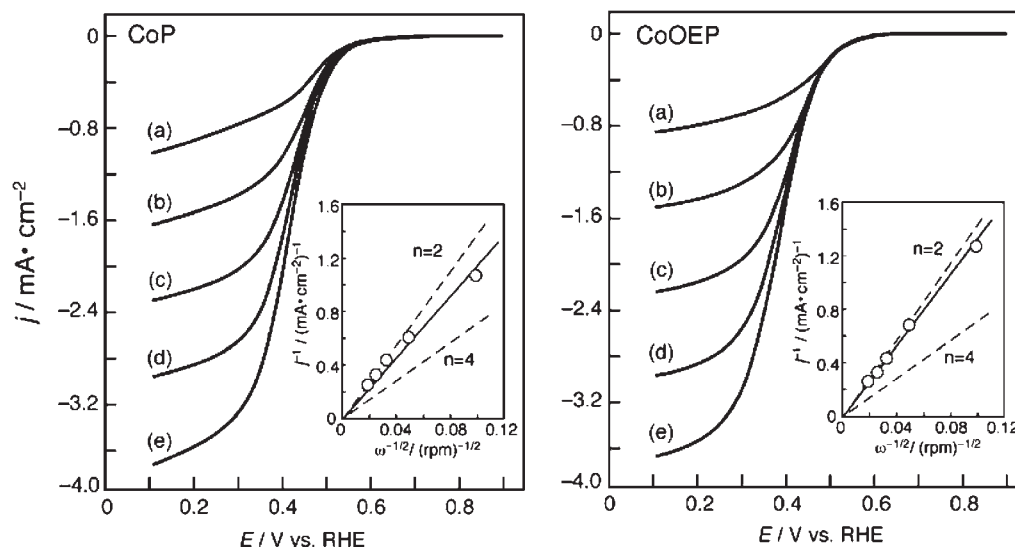 CoP
0
−0.8
−1.6
−2.4
−3.2
−4.0
j / mA• cm−2
(a)
(b)
(c)
(d)
(e)
0
0.2
0.4
0.6
0.8
E / V vs. RHE
1.6
1.2
0.8
0.4
0
j−1 / (mA•cm−2)−1
n=2
n=4
0
0.04
0.08
0.12
ω−1/2 / (rpm)−1/2
CoOEP
0
−0.8
−1.6
−2.4
−3.2
−4.0
(a)
(b)
(c)
(d)
(e)
0
0.2
0.4
0.6
0.8
E / V vs. RHE
1.6
1.2
0.8
0.4
0
j−1 / (mA•cm−2)−1
n=2
n=4
0
0.04
0.08
0.12
ω−1/2 / (rpm)−1/2